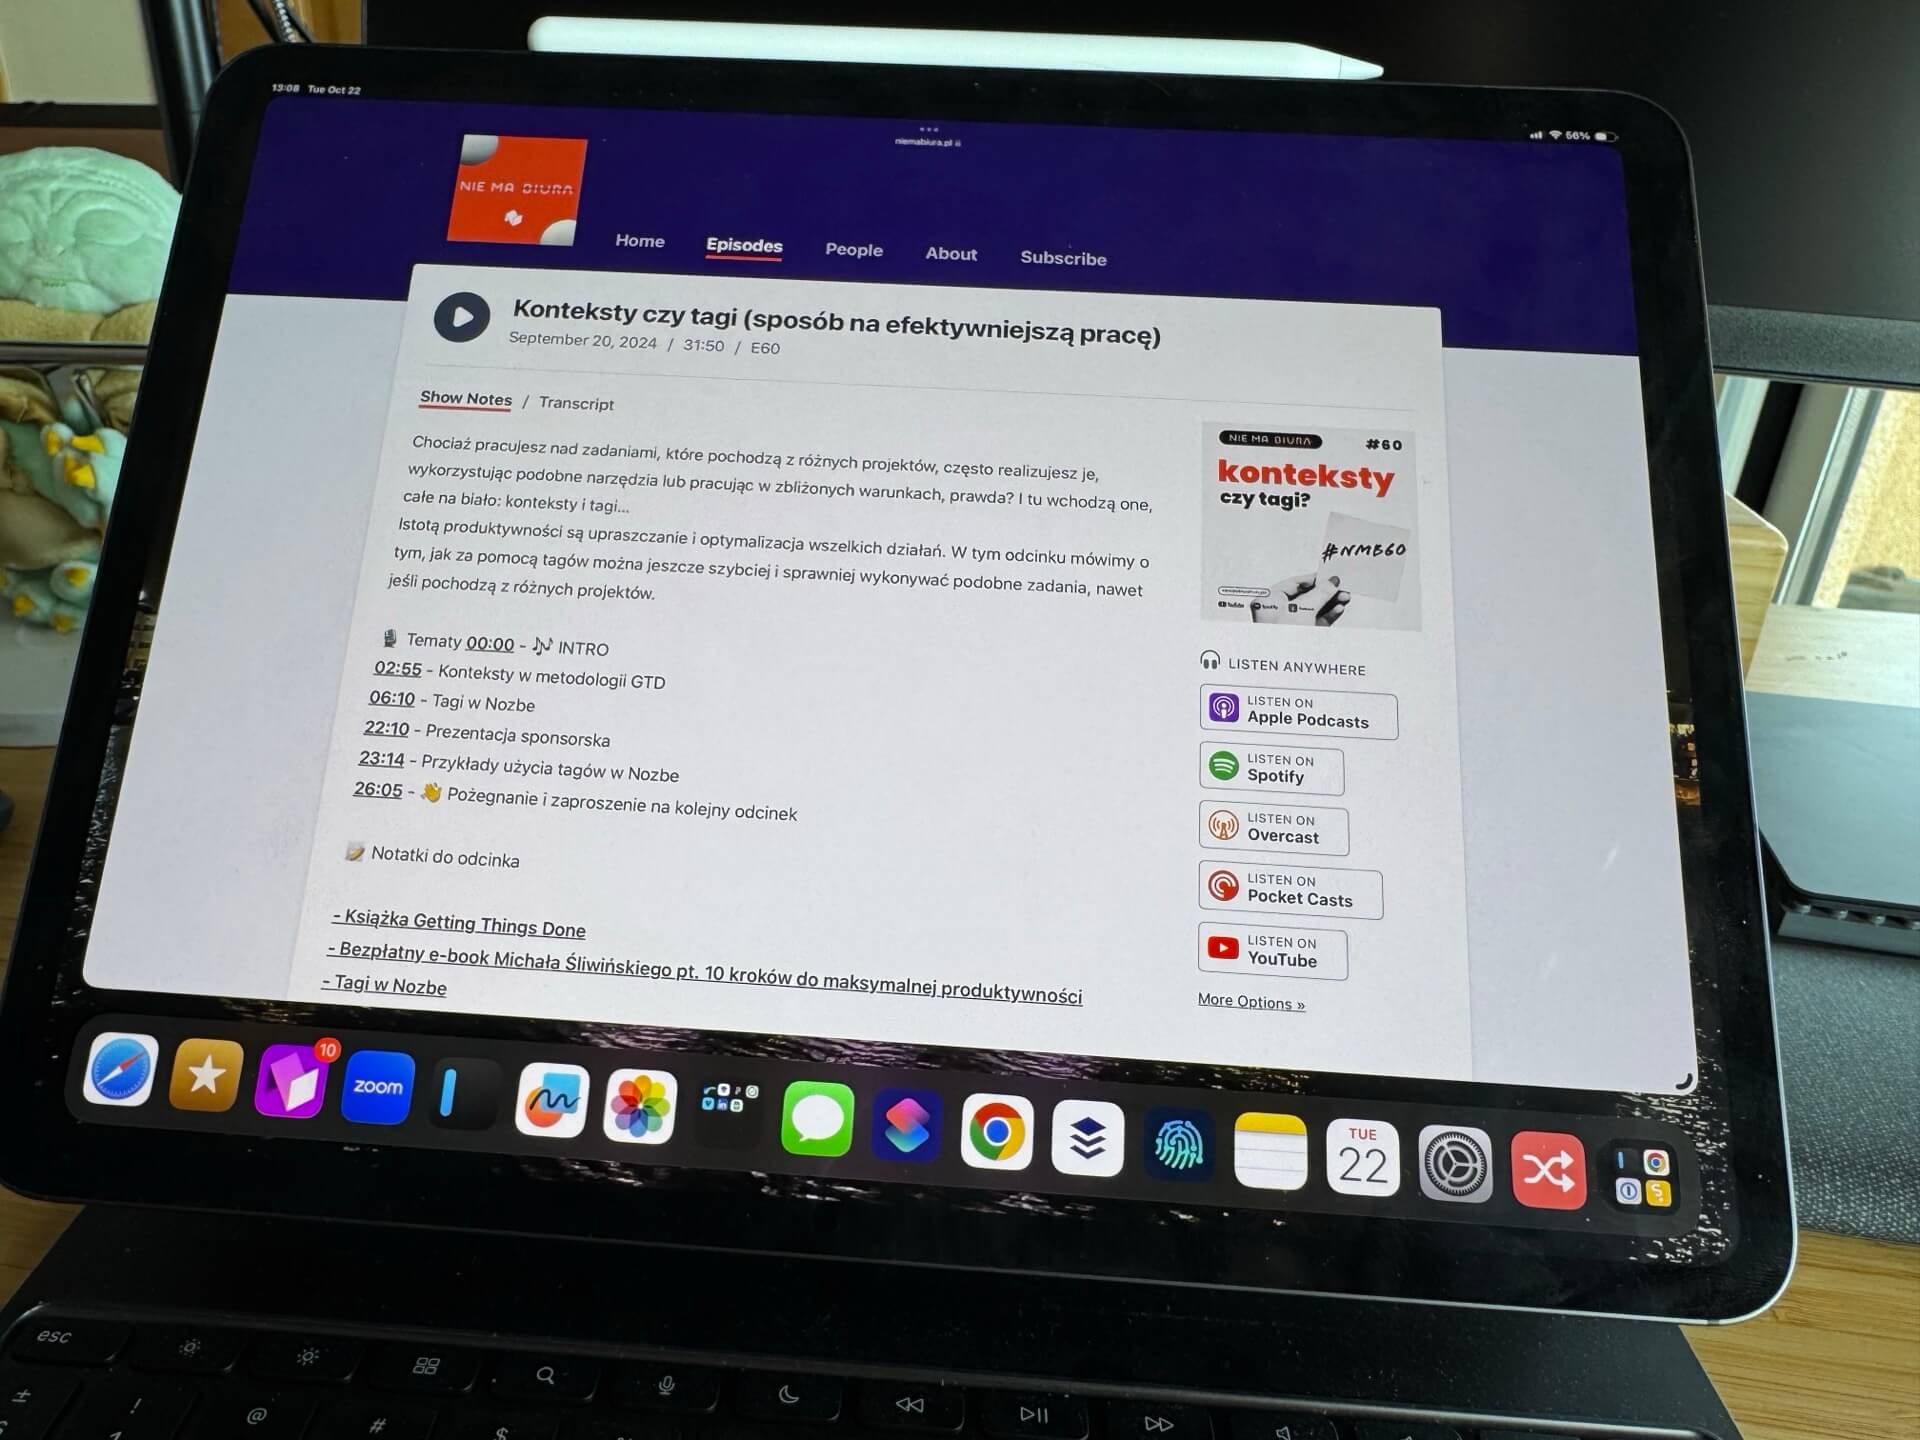 13:08 Tue Oct 22
niemabiura.pl
56%
NIE MA BIURA
Home Episodes People About Subscribe
Konteksty czy tagi (sposób na efektywniejszą pracę)
September 20, 2024 / 31:50 / E60
Show Notes / Transcript
Chociaż pracujesz nad zadaniami, które pochodzą z różnych projektów, często realizujesz je,
wykorzystując podobne narzędzia lub pracując w zbliżonych warunkach, prawda? I tu wchodzą one,
całe na biało: konteksty i tagi...
Istotą produktywności są upraszczanie i optymalizacja wszelkich działań. W tym odcinku mówimy o
tym, jak za pomocą tagów można jeszcze szybciej i sprawniej wykonywać podobne zadania, nawet
jeśli pochodzą z różnych projektów.
🎙️ Tematy 00:00 - 🎶 INTRO
02:55 - Konteksty w metodologii GTD
06:10 - Tagi w Nozbe
22:10 - Prezentacja sponsorska
23:14 - Przykłady użycia tagów w Nozbe
26:05 - 👋 Pożegnanie i zaproszenie na kolejny odcinek
📝 Notatki do odcinka
- Książka Getting Things Done
- Bezpłatny e-book Michała Śliwińskiego pt. 10 kroków do maksymalnej produktywności
- Tagi w Nozbe
NIE MA BIURA #60
konteksty
czy tagi?
#NMB60
YouTube Spotify
LISTEN ANYWHERE
LISTEN ON
Apple Podcasts
LISTEN ON
Spotify
LISTEN ON
Overcast
LISTEN ON
Pocket Casts
LISTEN ON
YouTube
More Options »
10
zoom
TUE
22
esc
±
!
@
#
$